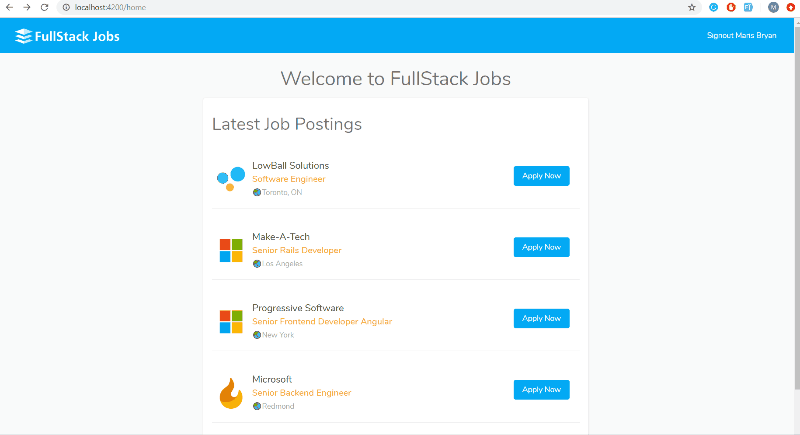 localhost:4200/home
M
FullStack Jobs
Signout Maris Bryan
Welcome to FullStack Jobs
Latest Job Postings
LowBall Solutions
Software Engineer
Toronto, ON
Apply Now
Make-A-Tech
Senior Rails Developer
Los Angeles
Apply Now
Progressive Software
Senior Frontend Developer Angular
New York
Apply Now
Microsoft
Senior Backend Engineer
Redmond
Apply Now